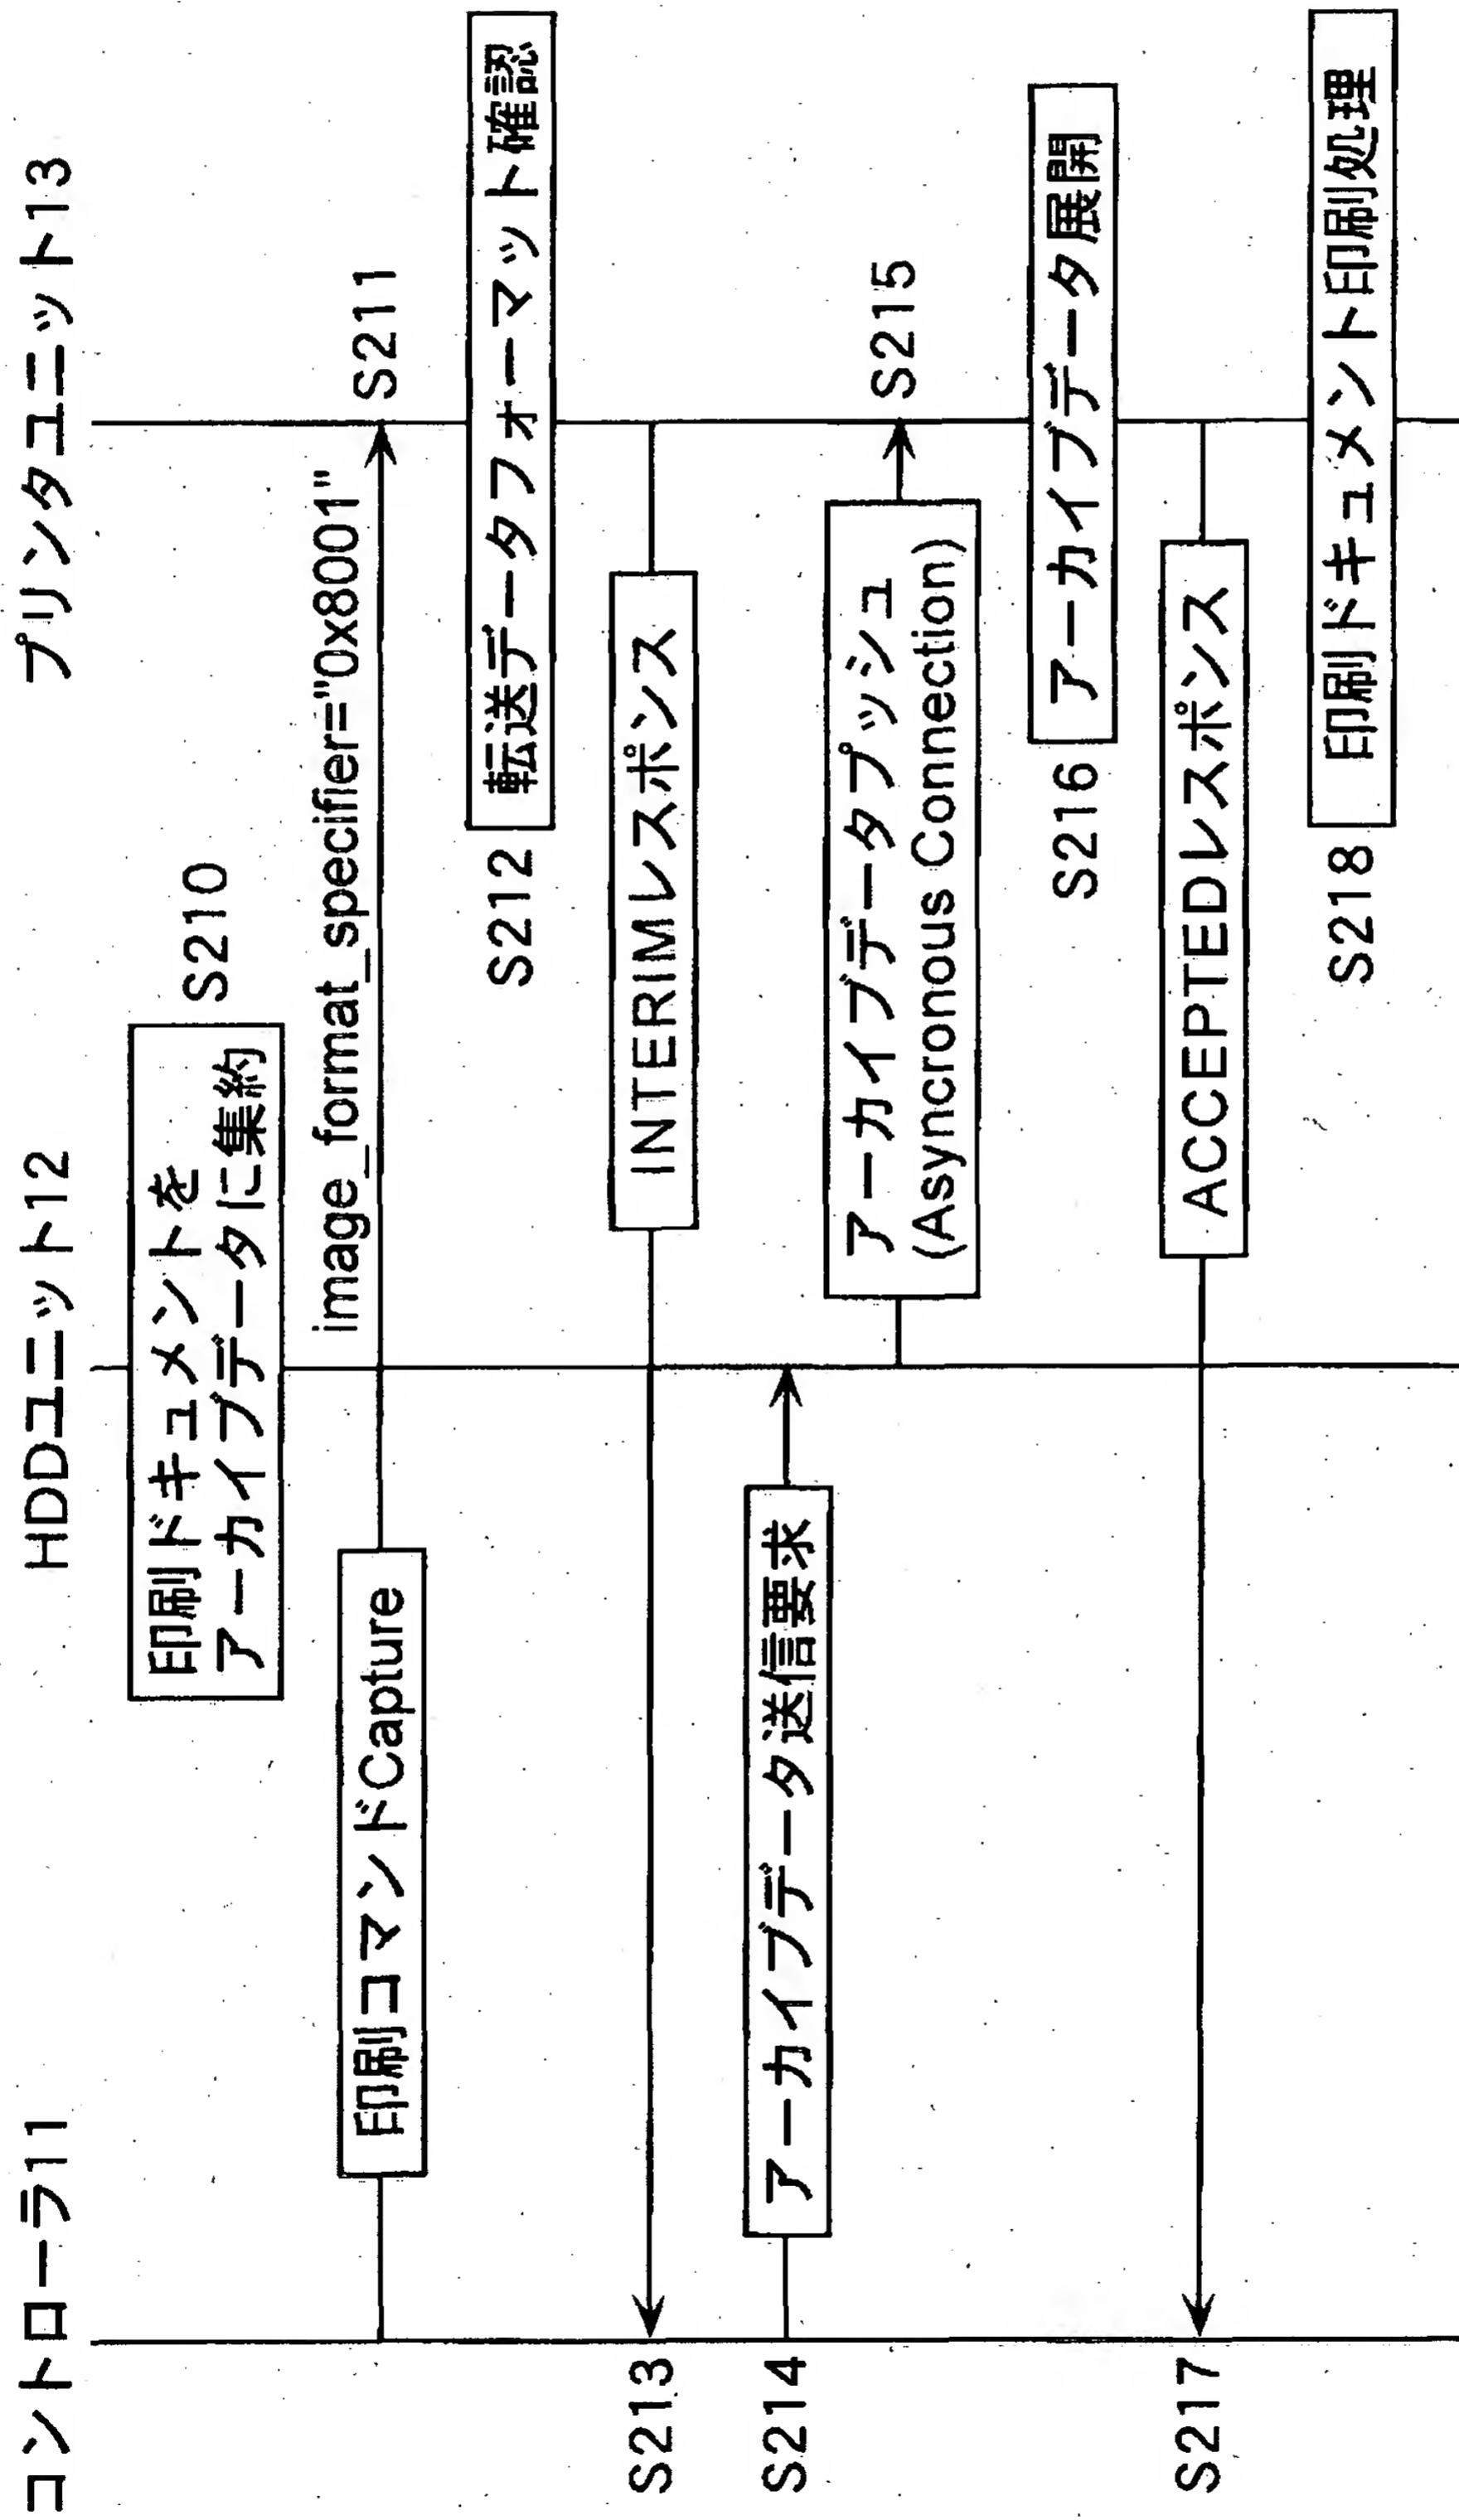 コントローラ11
HDDユニット12
プリンタユニット13
印刷ドキュメントを
アーカイブデータに集約
S210
印刷コマンドCapture
image_format_specifier="0x8001"
S211
S212
転送データフォーマット確認
S213
INTERIMレスポンス
S214
アーカイブデータ送信要求
アーカイブデータプッシュ
(Asyncronous Connection)
S215
S216
アーカイブデータ展開
S217
ACCEPTEDレスポンス
S218
印刷ドキュメント印刷処理